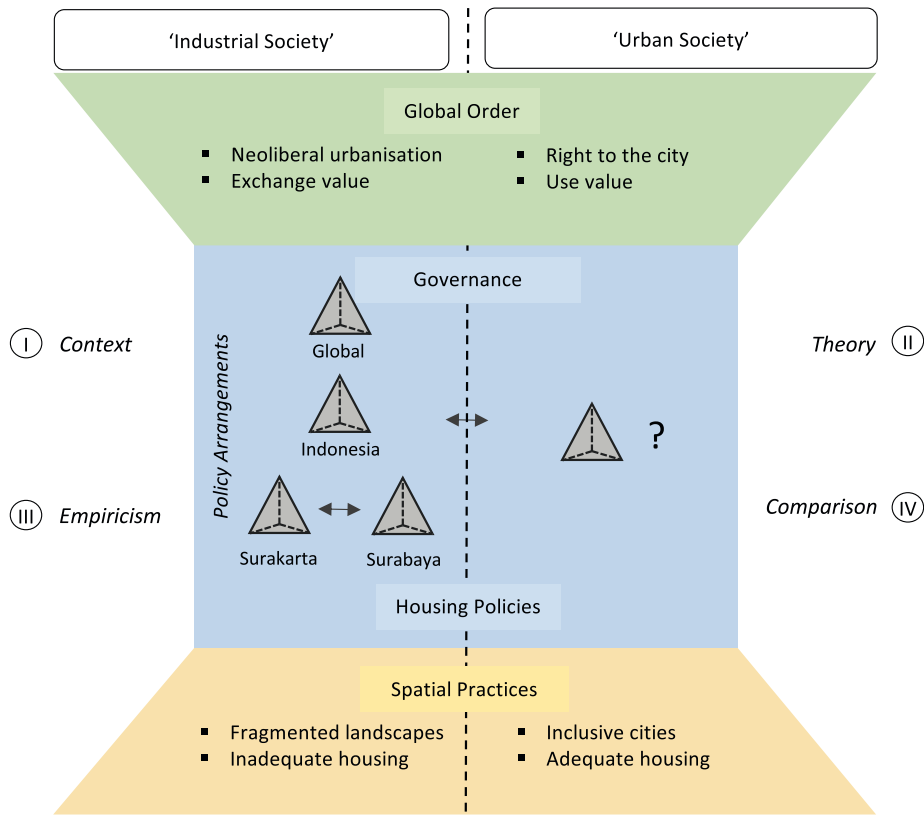 ‘Industrial Society’
‘Urban Society’
Global Order
▪ Neoliberal urbanisation
▪ Exchange value
▪ Right to the city
▪ Use value
Governance
Policy Arrangements
Global
Indonesia
Surakarta
Surabaya
?
I Context
Theory II
III Empiricism
Comparison IV
Housing Policies
Spatial Practices
▪ Fragmented landscapes
▪ Inadequate housing
▪ Inclusive cities
▪ Adequate housing